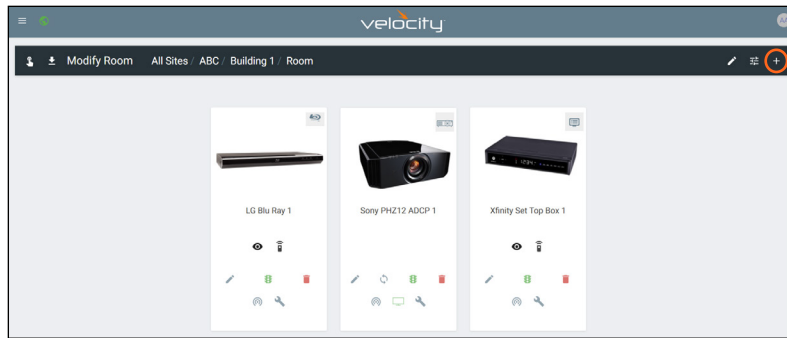 velocity
Modify Room All Sites / ABC / Building 1 / Room
LG Blu Ray 1
Sony PHZ12 ADCP 1
Xfinity Set Top Box 1